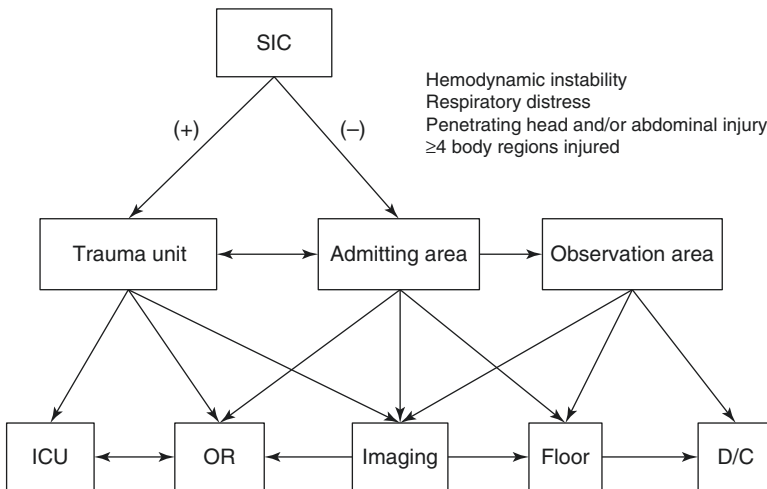 SIC
Hemodynamic instability
Respiratory distress
Penetrating head and/or abdominal injury
≥4 body regions injured
(+)
(–)
Trauma unit
Admitting area
Observation area
ICU
OR
Imaging
Floor
D/C